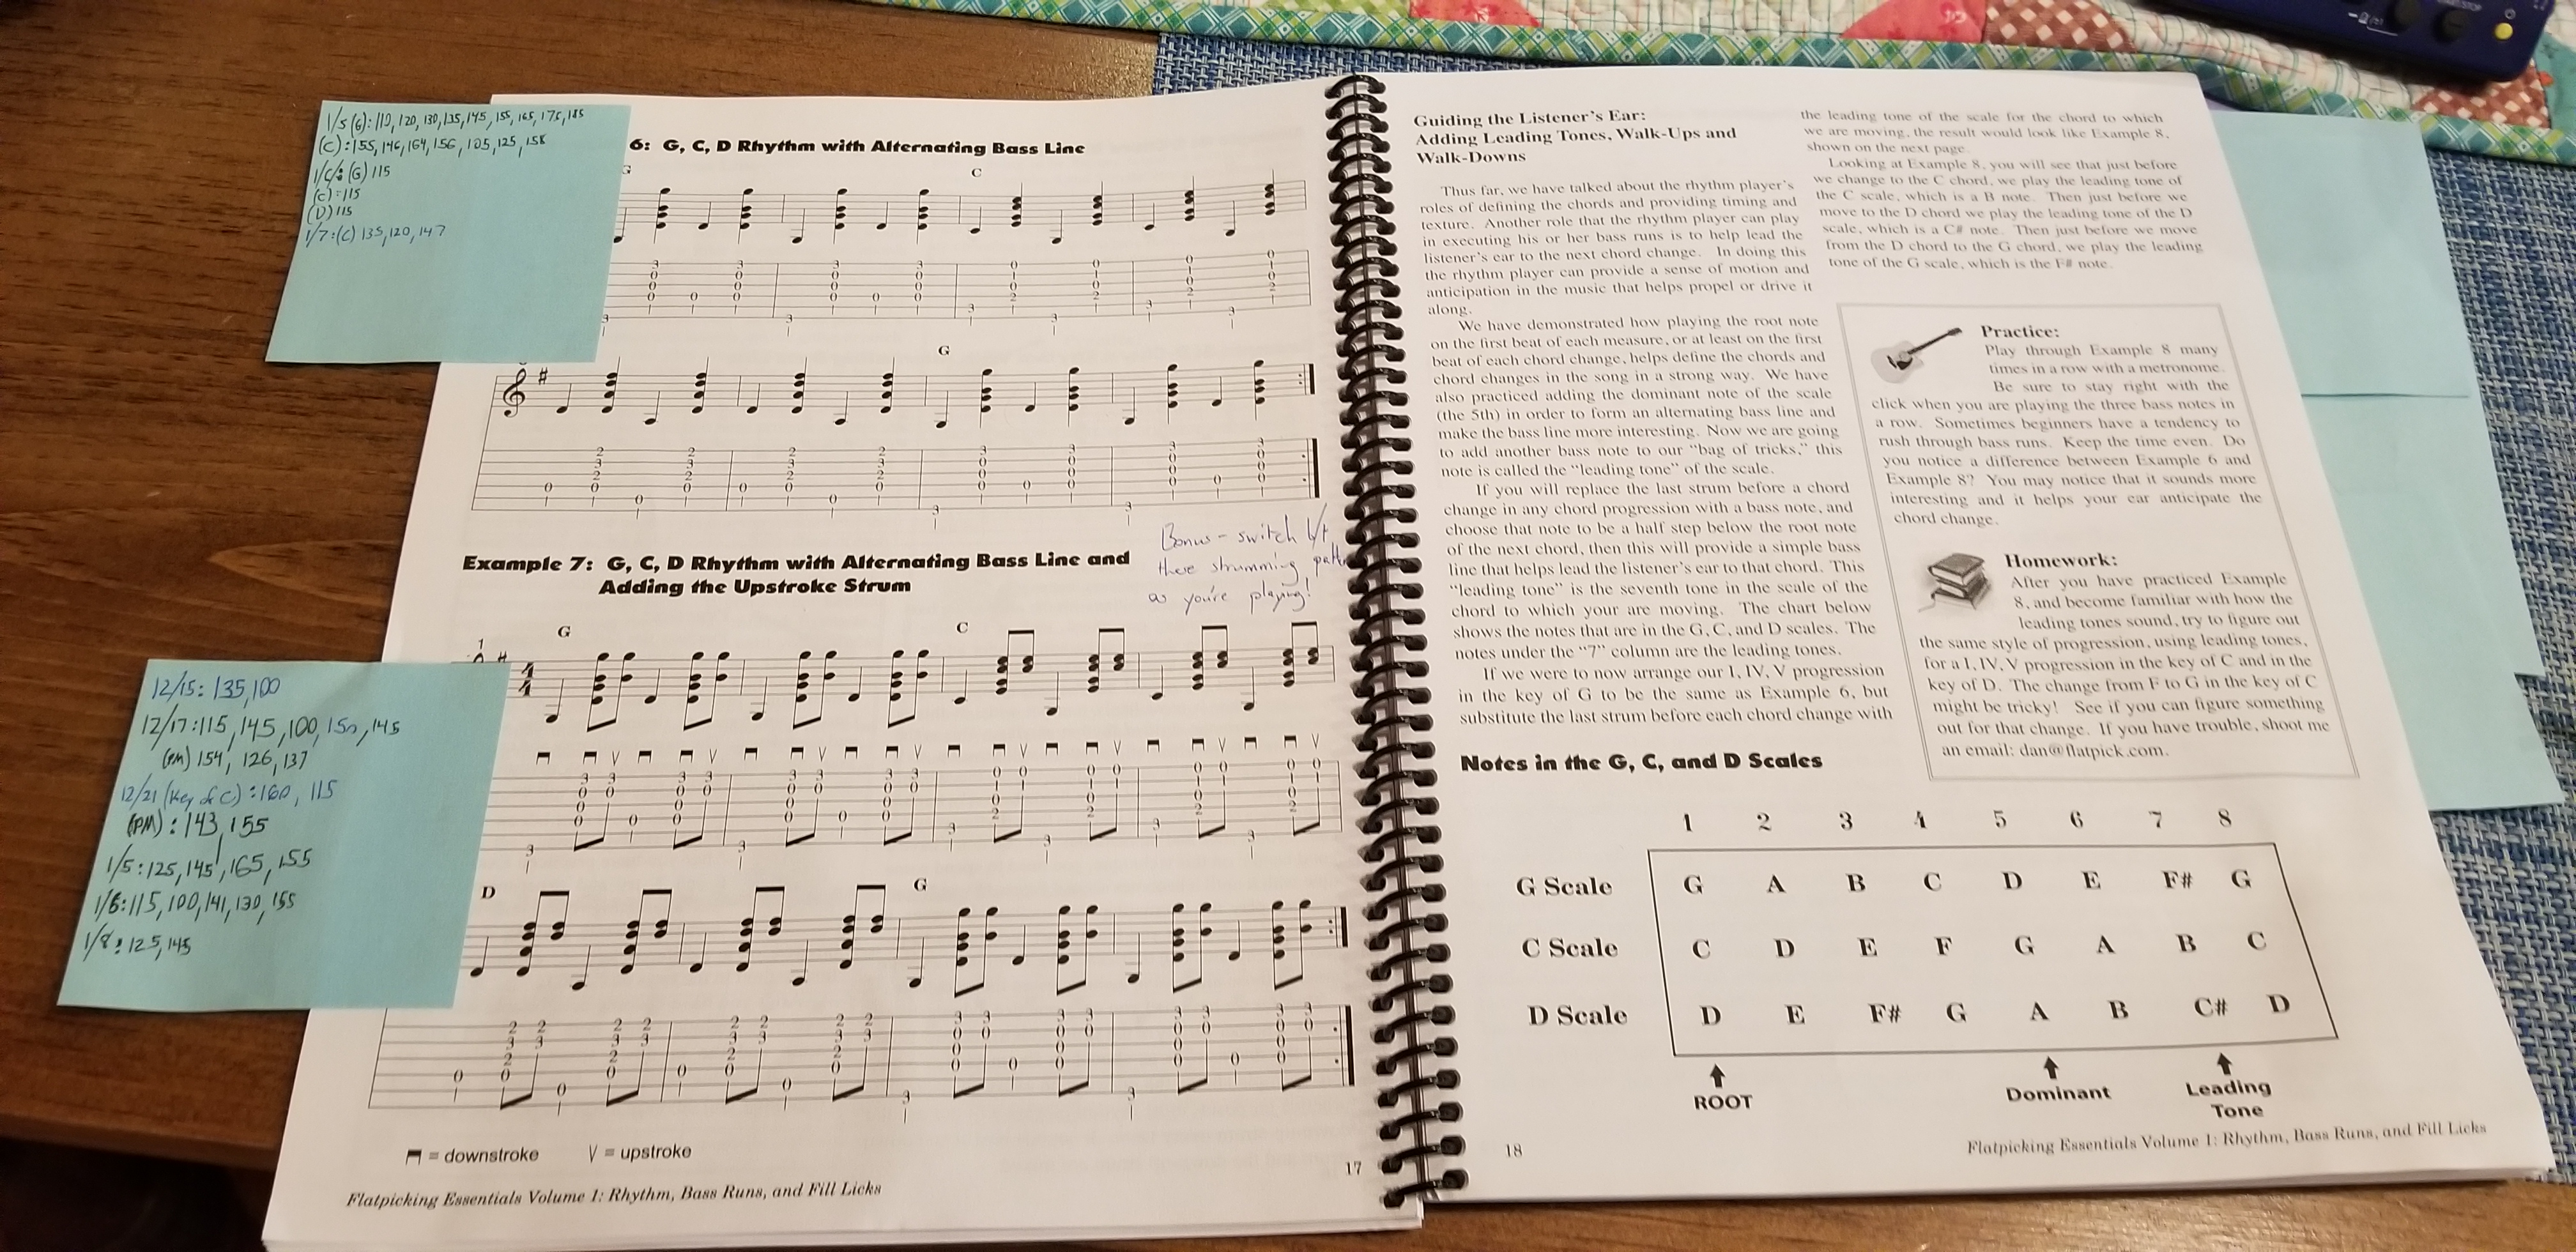 1/5 (G): 110, 120, 130, 135, 145, 155, 165, 175, 185
(C): 155, 146, 164, 156, 105, 125, 158
1/6: (G) 115
(C): 115
(D) 115
1/7: (C) 135, 120, 147
6: G, C, D Rhythm with Alternating Bass Line
G
C
G
Example 7: G, C, D Rhythm with Alternating Bass Line and
Adding the Upstroke Strum
Bonus - switch b/t
these strumming
as you're playing!
G
C
1
12/15: 135, 100
12/17: 115, 145, 100, 150, 145
(PM) 154, 126, 137
12/21 (Key of C): 160, 115
(PM): 143, 155
1/5: 125, 145, 165, 155
1/6: 115, 100, 141, 130, 155
1/8: 125, 145
D
G
= downstroke V = upstroke
17
Flatpicking Essentials Volume 1: Rhythm, Bass Runs, and Fill Licks
Guiding the Listener's Ear:
Adding Leading Tones, Walk-Ups and
Walk-Downs
Thus far, we have talked about the rhythm player's
roles of defining the chords and providing timing and
texture. Another role that the rhythm player can play
in executing his or her bass runs is to help lead the
listener's ear to the next chord change. In doing this
the rhythm player can provide a sense of motion and
anticipation in the music that helps propel or drive it
along.
We have demonstrated how playing the root note
on the first beat of each measure, or at least on the first
beat of each chord change, helps define the chords and
chord changes in the song in a strong way. We have
also practiced adding the dominant note of the scale
(the 5th) in order to form an alternating bass line and
make the bass line more interesting. Now we are going
to add another bass note to our "bag of tricks," this
note is called the "leading tone" of the scale.
If you will replace the last strum before a chord
change in any chord progression with a bass note, and
choose that note to be a half step below the root note
of the next chord, then this will provide a simple bass
line that helps lead the listener's ear to that chord. This
"leading tone" is the seventh tone in the scale of the
chord to which your are moving. The chart below
shows the notes that are in the G, C, and D scales. The
notes under the "7" column are the leading tones.
If we were to now arrange our I, IV, V progression
in the key of G to be the same as Example 6, but
substitute the last strum before each chord change with
the leading tone of the scale for the chord to which
we are moving, the result would look like Example 8,
shown on the next page.
Looking at Example 8, you will see that just before
we change to the C chord, we play the leading tone of
the C scale, which is a B note. Then just before we
move to the D chord we play the leading tone of the D
scale, which is a C# note. Then just before we move
from the D chord to the G chord, we play the leading
tone of the G scale, which is the F# note.
Practice:
Play through Example 8 many
times in a row with a metronome.
Be sure to stay right with the
click when you are playing the three bass notes in
a row. Sometimes beginners have a tendency to
rush through bass runs. Keep the time even. Do
you notice a difference between Example 6 and
Example 8? You may notice that it sounds more
interesting and it helps your ear anticipate the
chord change.
Homework:
After you have practiced Example
8, and become familiar with how the
leading tones sound, try to figure out
the same style of progression, using leading tones,
for a I, IV, V progression in the key of C and in the
key of D. The change from F to G in the key of C
might be tricky! See if you can figure something
out for that change. If you have trouble, shoot me
an email: dan@flatpick.com.
Notes in the G, C, and D Scales
1 2 3 4 5 6 7 8
G Scale G A B C D E F# G
C Scale C D E F G A B C
D Scale D E F# G A B C# D
ROOT Dominant Leading
Tone
18
Flatpicking Essentials Volume 1: Rhythm, Bass Runs, and Fill Licks